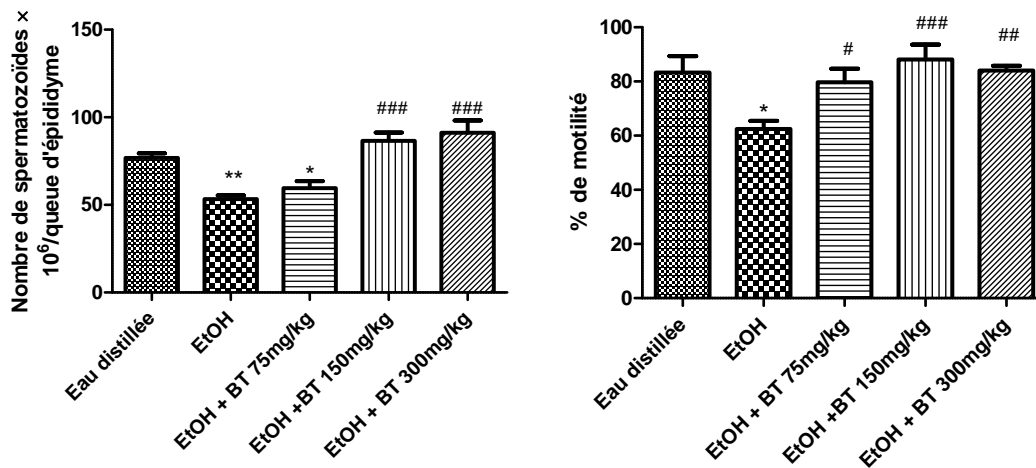 Nombre de spermatozoïdes ×
10⁶/queue d'épididyme
150
100
50
0
**
*
###
###
Eau distillée
EtOH
EtOH + BT 75mg/kg
EtOH +BT 150mg/kg
EtOH + BT 300mg/kg
% de motilité
100
80
60
40
20
0
*
#
###
##
Eau distillée
EtOH
EtOH + BT 75mg/kg
EtOH +BT 150mg/kg
EtOH + BT 300mg/kg